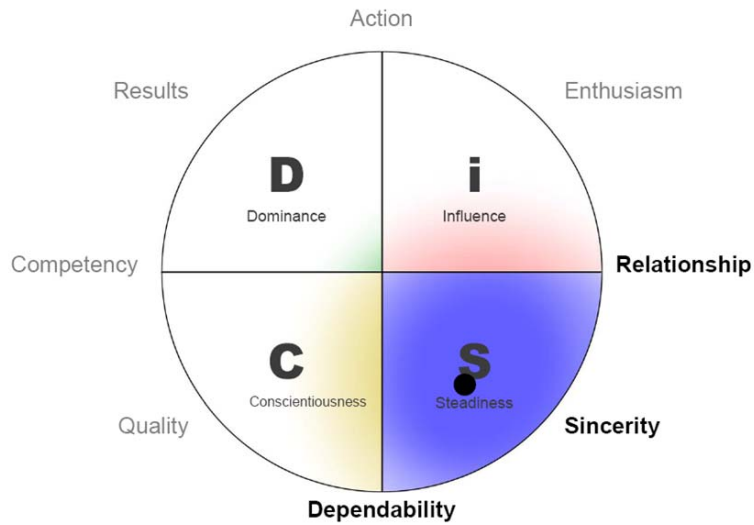 Action
Results
Enthusiasm
D
i
Dominance
Influence
Competency
Relationship
C
S
Conscientiousness
Steadiness
Quality
Sincerity
Dependability